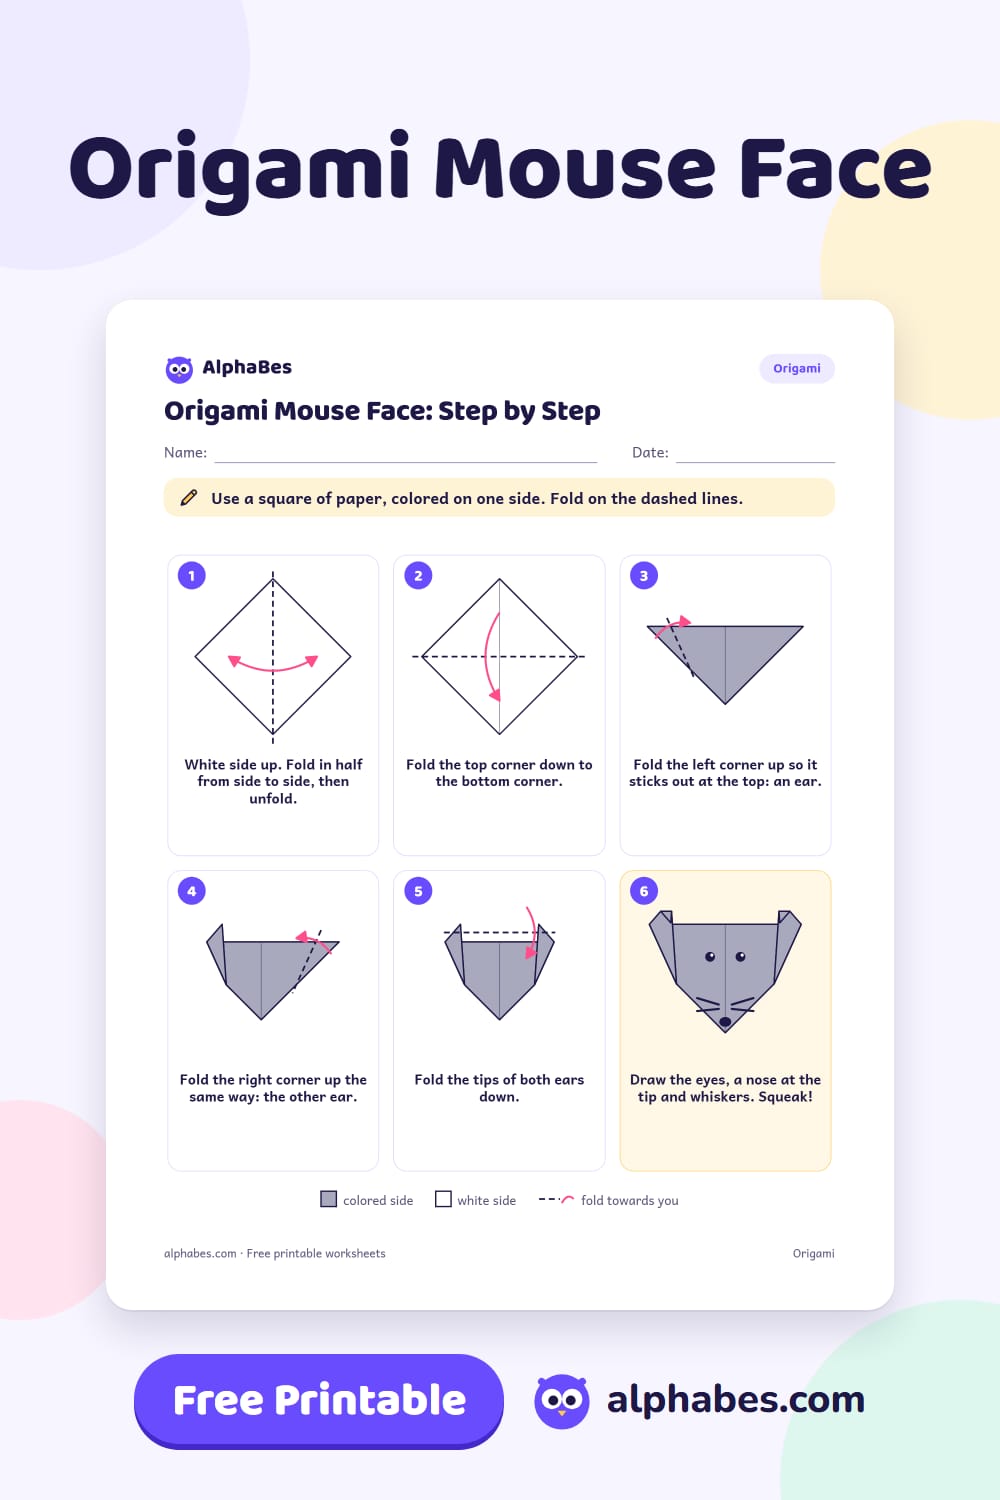 Origami Mouse Face
AlphaBes
Origami
Origami Mouse Face: Step by Step
Name:
Date:
Use a square of paper, colored on one side. Fold on the dashed lines.
1
White side up. Fold in half
from side to side, then
unfold.
2
Fold the top corner down to
the bottom corner.
3
Fold the left corner up so it
sticks out at the top: an ear.
4
Fold the right corner up the
same way: the other ear.
5
Fold the tips of both ears
down.
6
Draw the eyes, a nose at the
tip and whiskers. Squeak!
colored side
white side
fold towards you
alphabes.com · Free printable worksheets
Origami
Free Printable
alphabes.com